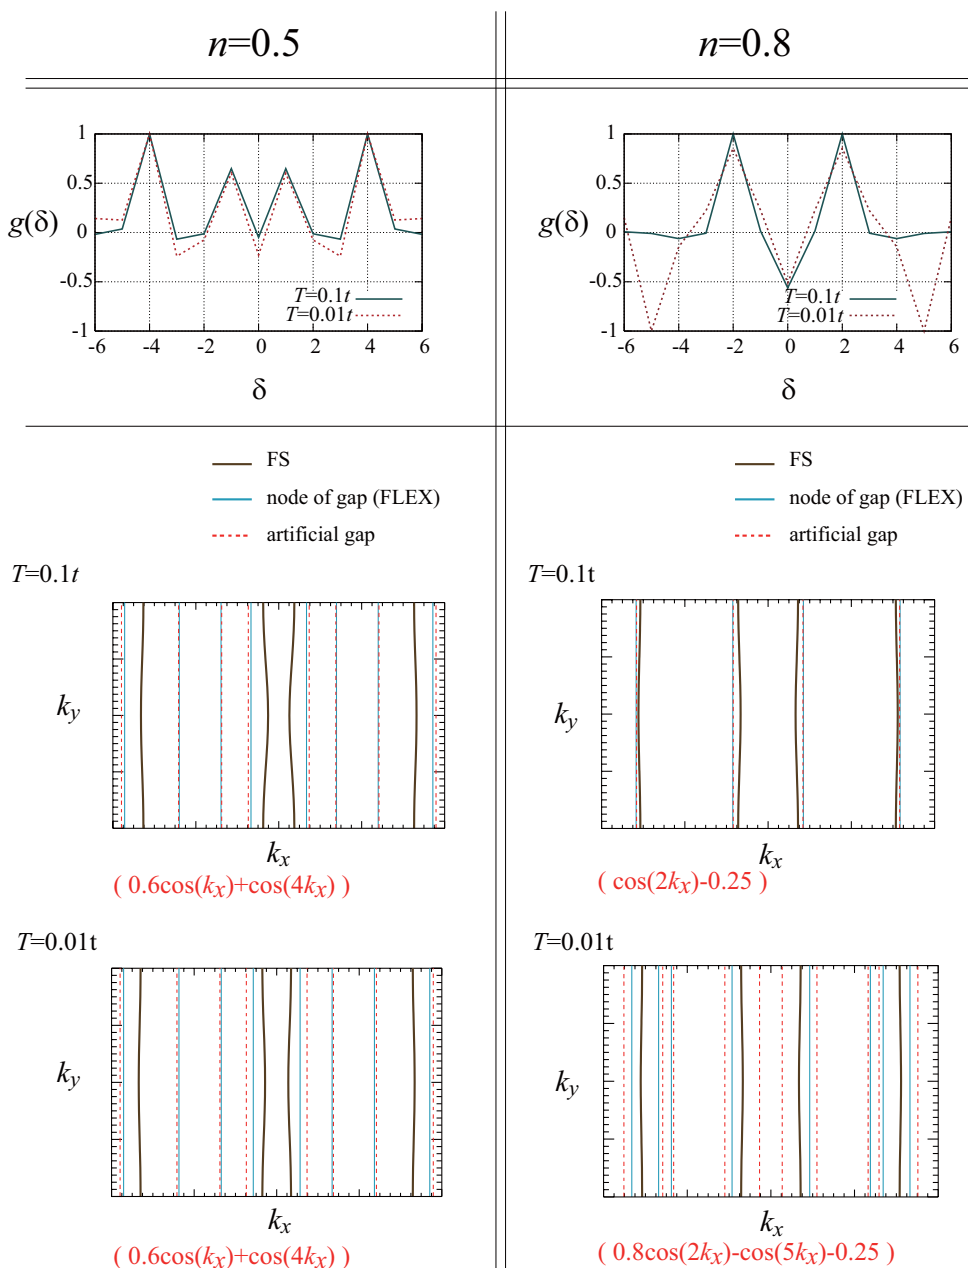 n=0.5
n=0.8
1
0.5
0
-0.5
-1
g(δ)
T=0.1t
T=0.01t
-6
-4
-2
0
2
4
6
δ
1
0.5
0
-0.5
-1
g(δ)
T=0.1t
T=0.01t
-6
-4
-2
0
2
4
6
δ
FS
node of gap (FLEX)
artificial gap
FS
node of gap (FLEX)
artificial gap
T=0.1t
ky
kx
( 0.6cos(kx)+cos(4kx) )
T=0.1t
ky
kx
( cos(2kx)-0.25 )
T=0.01t
ky
kx
( 0.6cos(kx)+cos(4kx) )
T=0.01t
ky
kx
( 0.8cos(2kx)-cos(5kx)-0.25 )